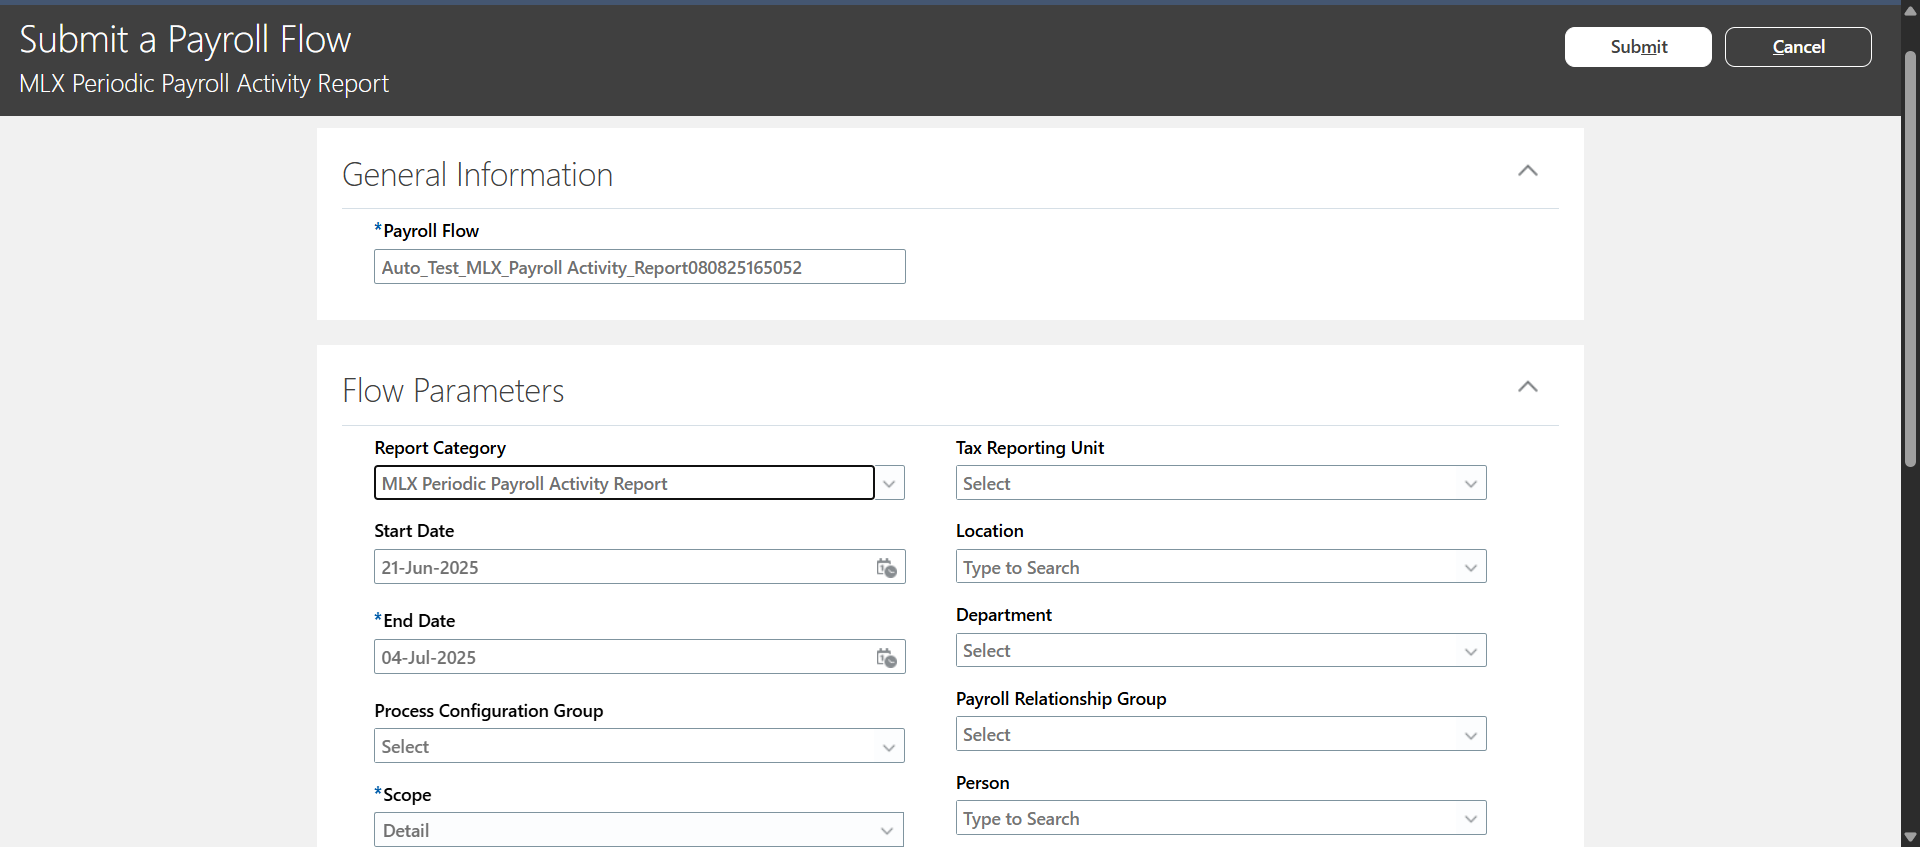 Submit a Payroll Flow
MLX Periodic Payroll Activity Report
Submit
Cancel
General Information
*Payroll Flow
Auto_Test_MLX_Payroll Activity_Report080825165052
Flow Parameters
Report Category
MLX Periodic Payroll Activity Report
Start Date
21-Jun-2025
*End Date
04-Jul-2025
Process Configuration Group
Select
*Scope
Detail
Tax Reporting Unit
Select
Location
Type to Search
Department
Select
Payroll Relationship Group
Select
Person
Type to Search